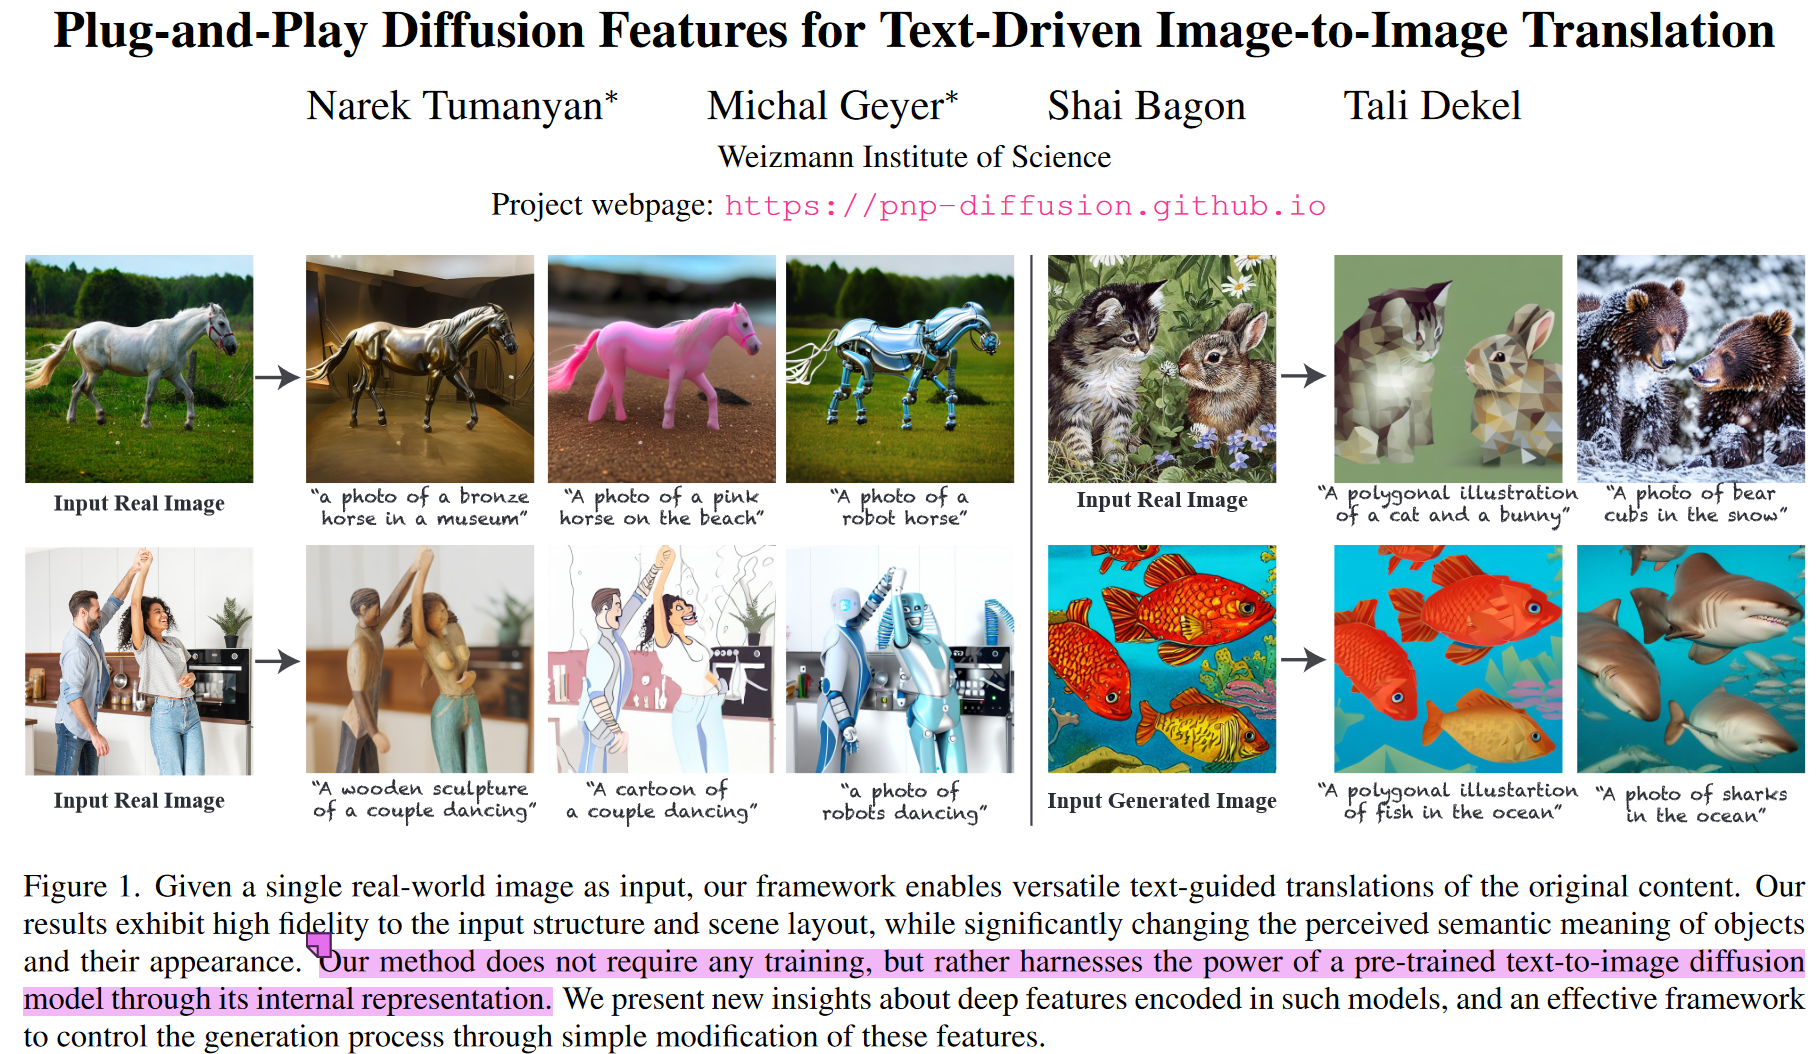 Plug-and-Play Diffusion Features for Text-Driven Image-to-Image Translation
Narek Tumanyan* Michal Geyer* Shai Bagon Tali Dekel
Weizmann Institute of Science
Project webpage: https://pnp-diffusion.github.io
Input Real Image
"a photo of a bronze
horse in a museum"
"A photo of a pink
horse on the beach"
"A photo of a
robot horse"
Input Real Image
"A polygonal illustration
of a cat and a bunny"
"A photo of bear
cubs in the snow"
Input Real Image
"A wooden sculpture
of a couple dancing"
"A cartoon of
a couple dancing"
"a photo of
robots dancing"
Input Generated Image
"A polygonal illustartion
of fish in the ocean"
"A photo of sharks
in the ocean"
Figure 1. Given a single real-world image as input, our framework enables versatile text-guided translations of the original content. Our
results exhibit high fidelity to the input structure and scene layout, while significantly changing the perceived semantic meaning of objects
and their appearance. Our method does not require any training, but rather harnesses the power of a pre-trained text-to-image diffusion
model through its internal representation. We present new insights about deep features encoded in such models, and an effective framework
to control the generation process through simple modification of these features.